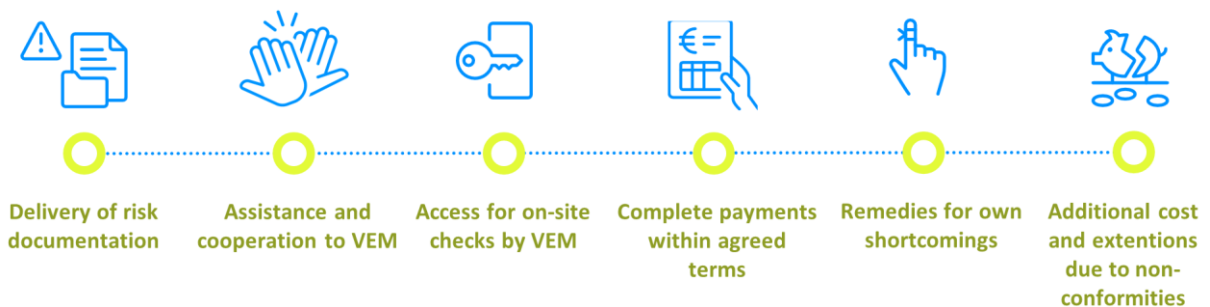 Delivery of risk
documentation
Assistance and
cooperation to VEM
Access for on-site
checks by VEM
Complete payments
within agreed
terms
Remedies for own
shortcomings
Additional cost
and extentions
due to non-
conformities